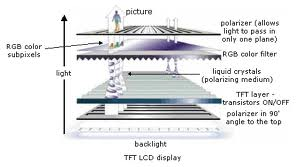 picture
polarizer (allows
light to pass in
only one plane)
RGB color
subpixels
RGB color filter
light
liquid crystals
(polarizing medium)
TFT layer -
transistors ON/OFF
polarizer in 90°
angle to the top
backlight
TFT LCD display